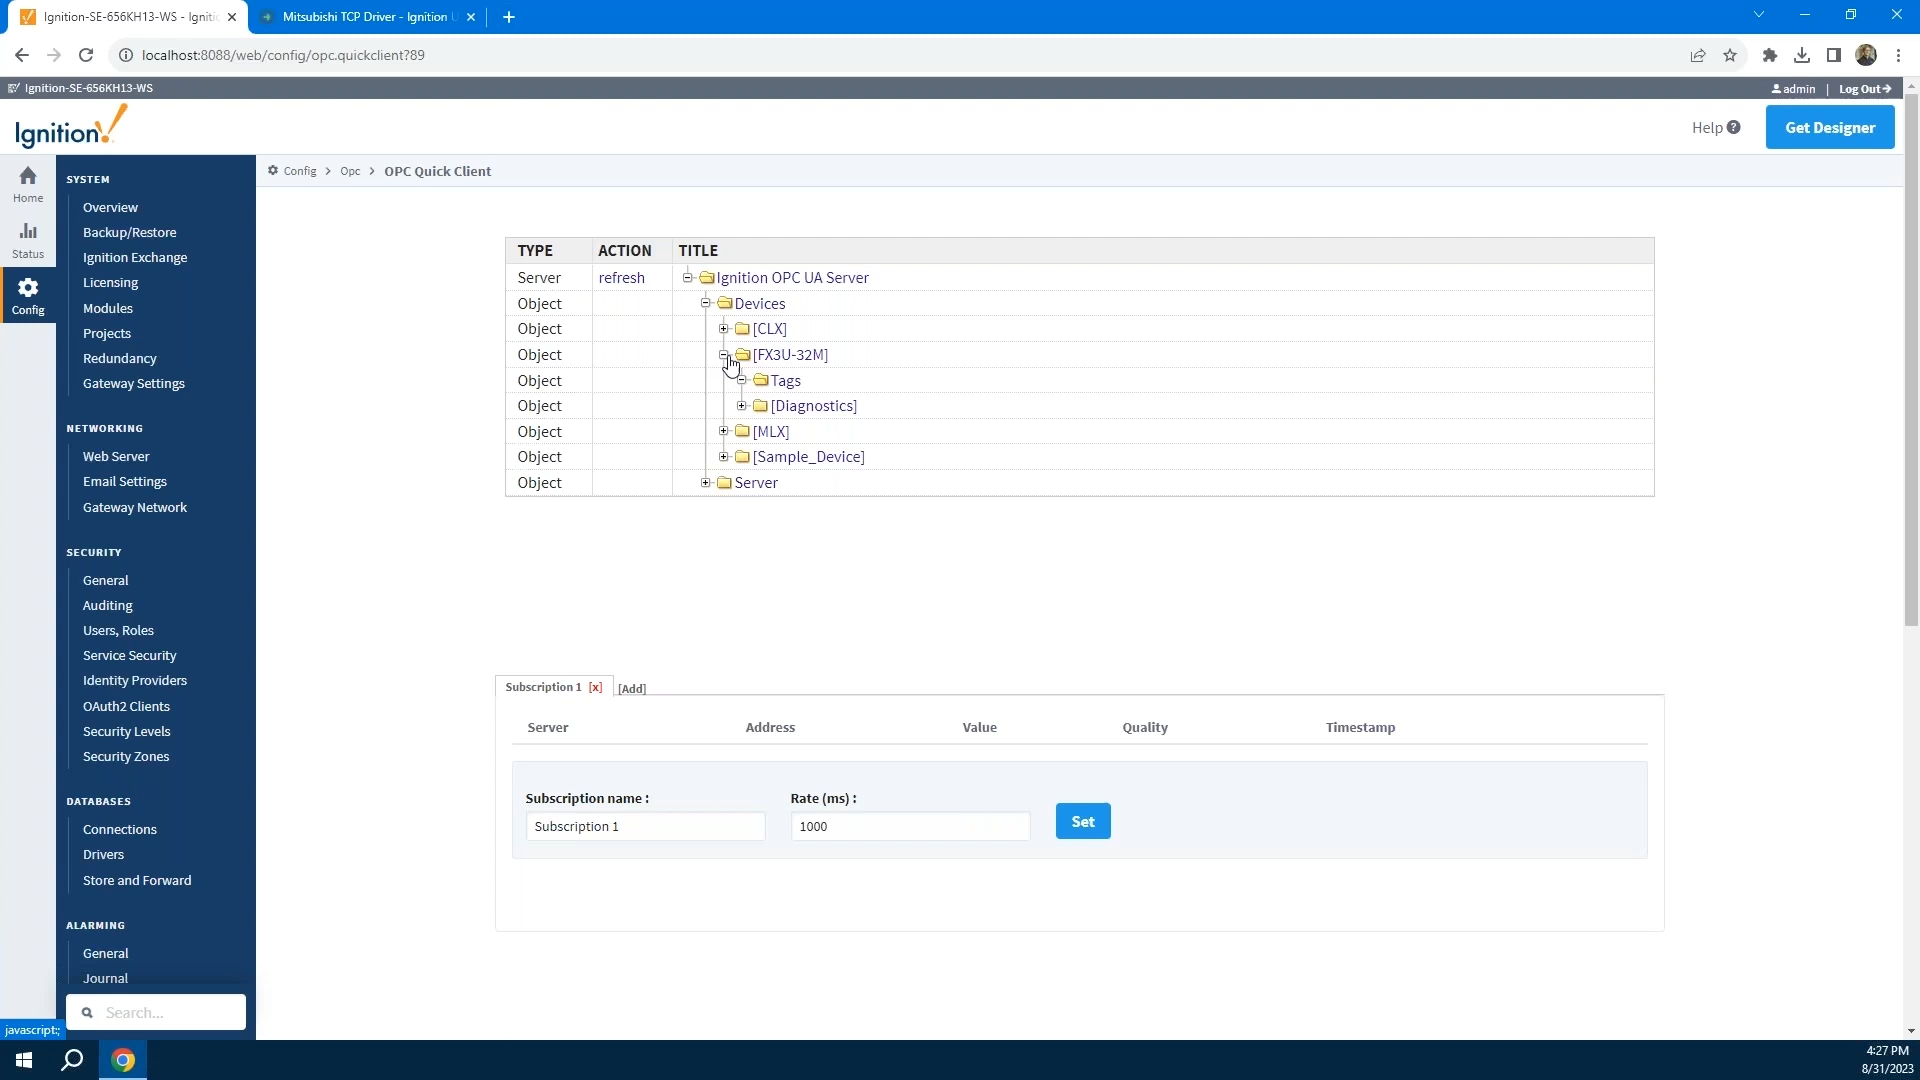 Ignition-SE-656KH13-WS - Igniti
Mitsubishi TCP Driver - Ignition U
localhost:8088/web/config/opc.quickclient?89
Ignition-SE-656KH13-WS
admin | Log Out
Ignition!
Help ?
Get Designer
Home
Status
Config
SYSTEM
Overview
Backup/Restore
Ignition Exchange
Licensing
Modules
Projects
Redundancy
Gateway Settings
NETWORKING
Web Server
Email Settings
Gateway Network
SECURITY
General
Auditing
Users, Roles
Service Security
Identity Providers
OAuth2 Clients
Security Levels
Security Zones
DATABASES
Connections
Drivers
Store and Forward
ALARMING
General
Journal
Search...
javascript:;
Config > Opc > OPC Quick Client
TYPE ACTION TITLE
Server refresh Ignition OPC UA Server
Object Devices
Object [CLX]
Object [FX3U-32M]
Object Tags
Object [Diagnostics]
Object [MLX]
Object [Sample_Device]
Object Server
Subscription 1 [x] [Add]
Server Address Value Quality Timestamp
Subscription name : Rate (ms) :
Subscription 1 1000 Set
4:27 PM
8/31/2023